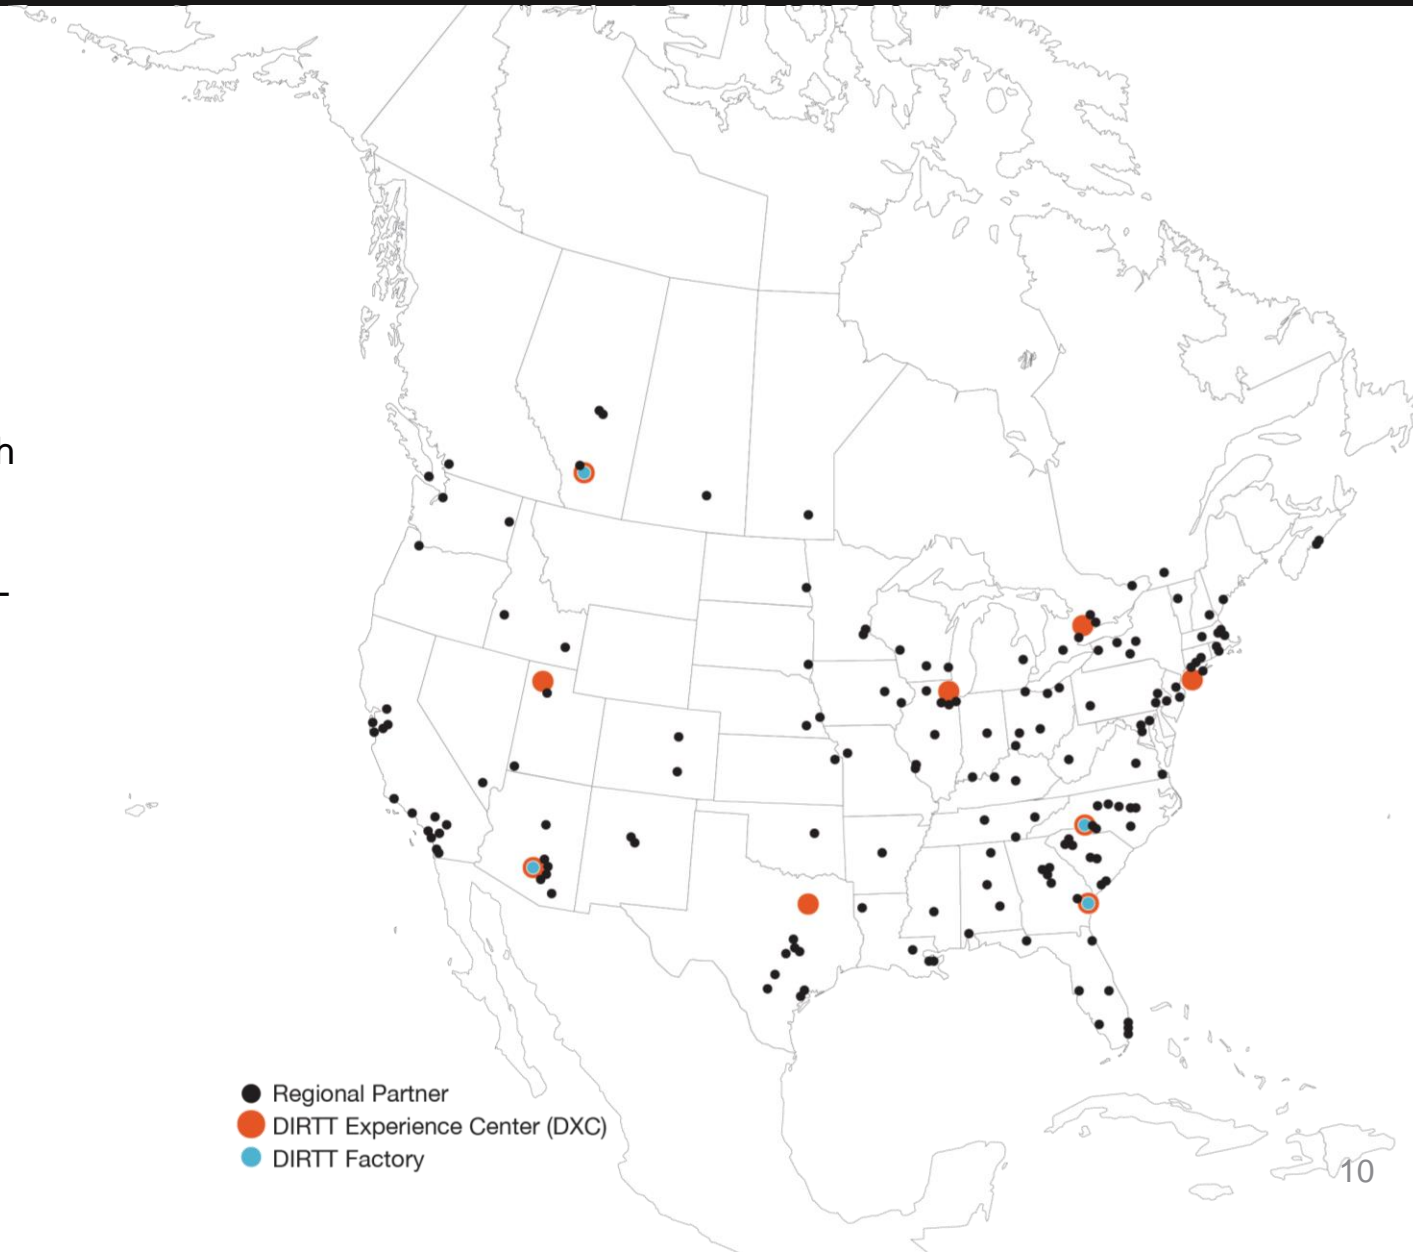 h
-
Regional Partner
DIRTT Experience Center (DXC)
DIRTT Factory
10